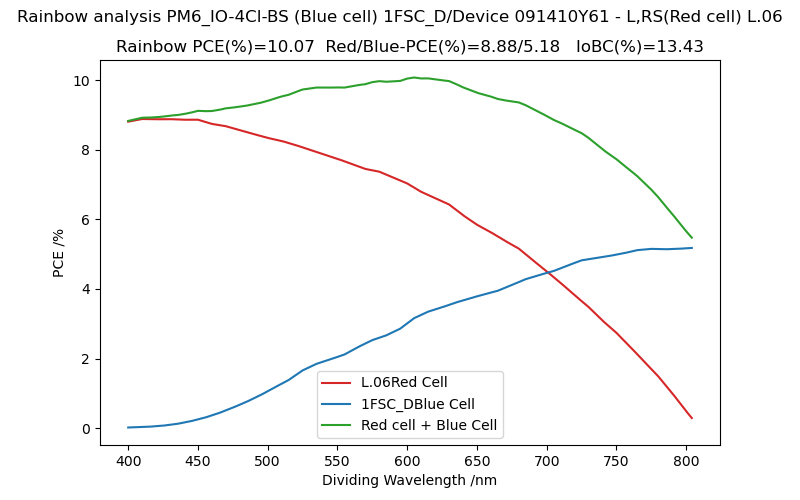 Rainbow analysis PM6_IO-4Cl-BS (Blue cell) 1FSC_D/Device 091410Y61 - L,RS(Red cell) L.06
Rainbow PCE(%)=10.07  Red/Blue-PCE(%)=8.88/5.18   IoBC(%)=13.43
PCE /%
10
8
6
4
2
0
L.06Red Cell
1FSC_DBlue Cell
Red cell + Blue Cell
400 450 500 550 600 650 700 750 800
Dividing Wavelength /nm